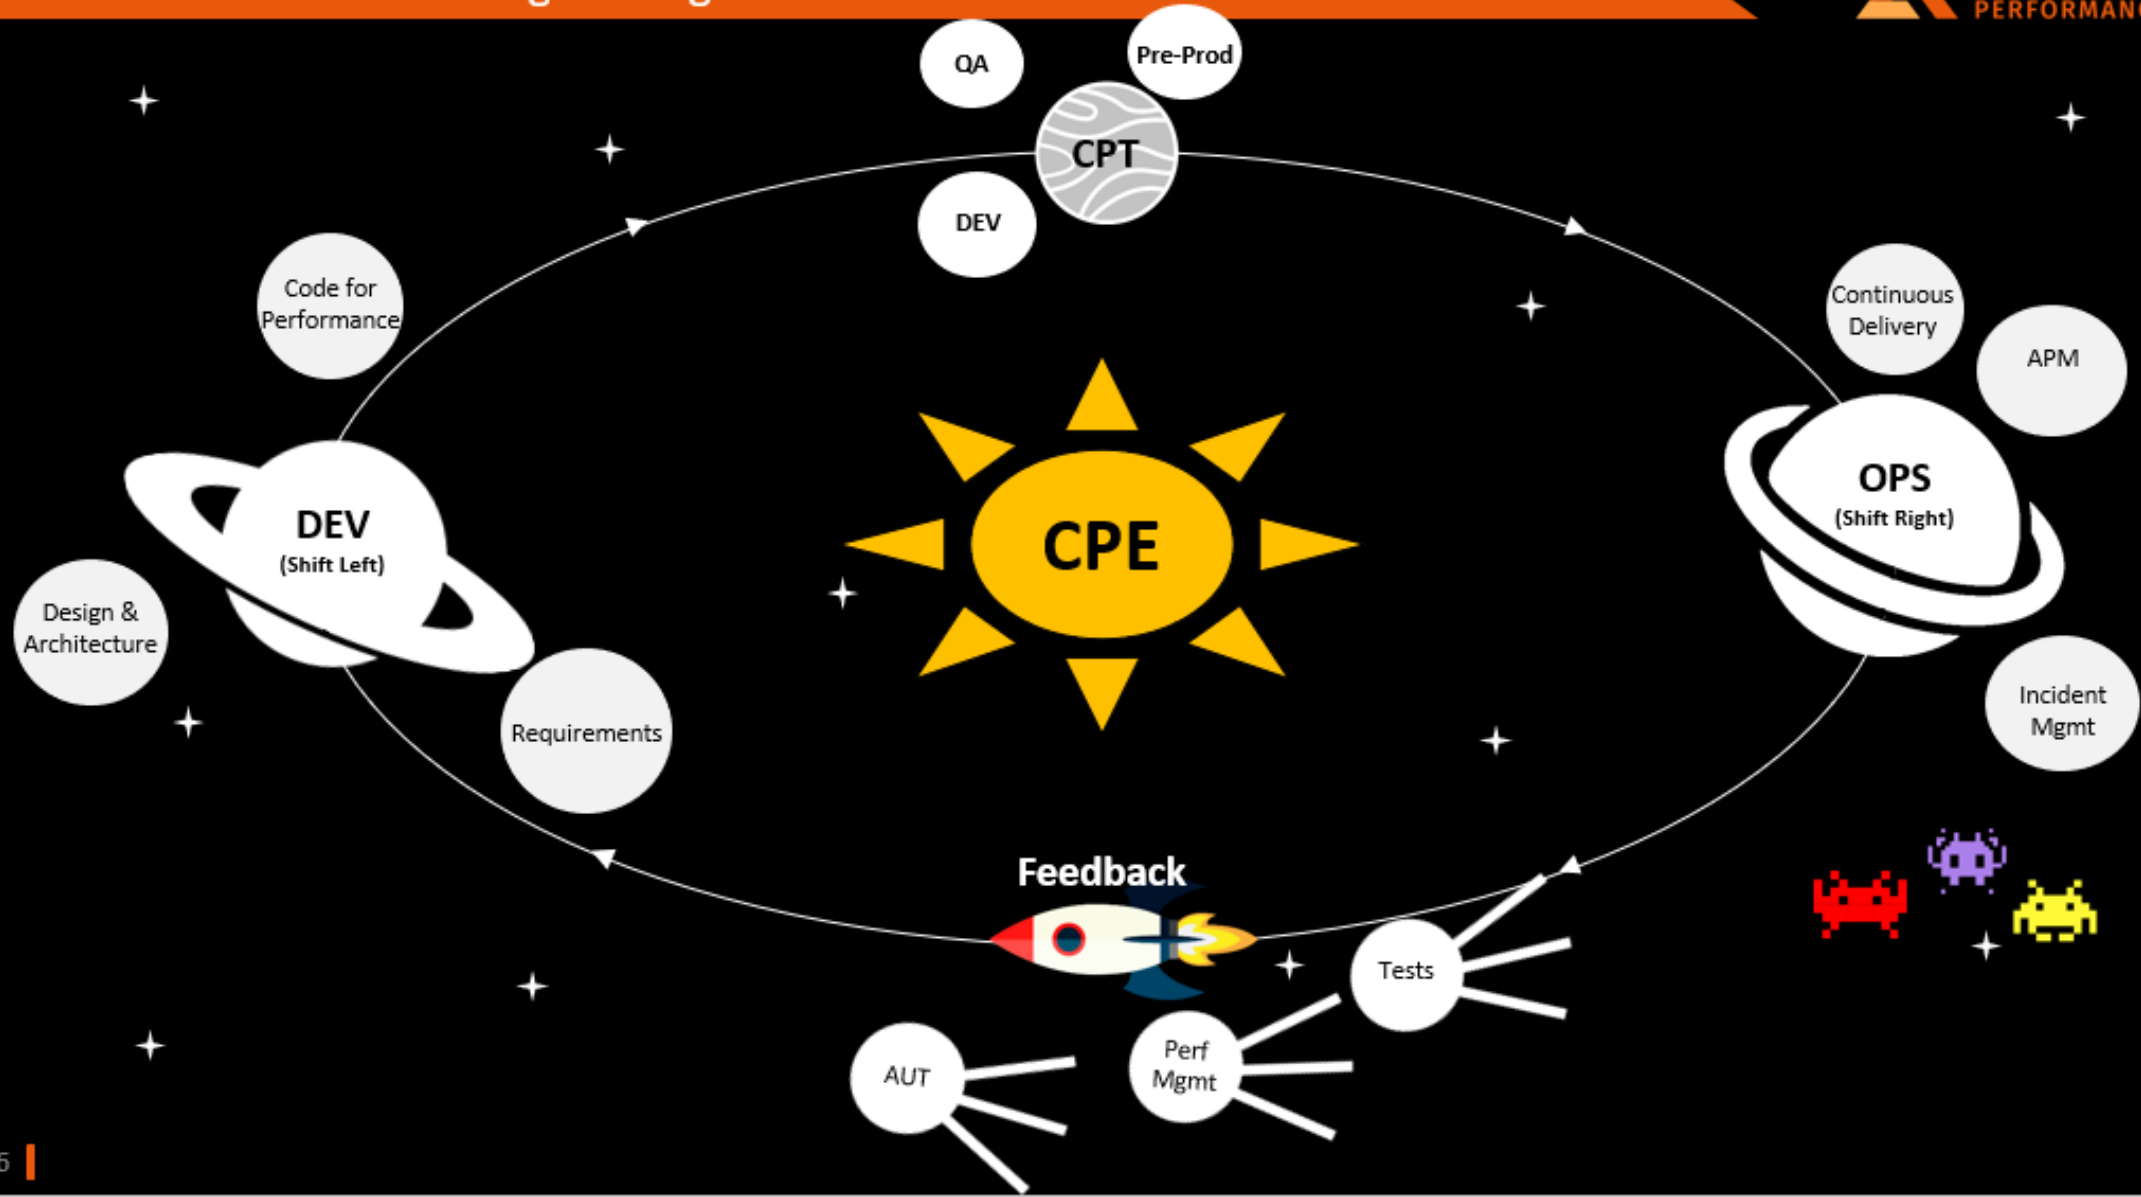 QA
Pre-Prod
CPT
DEV
Code for
Performance
Continuous
Delivery
APM
DEV
(Shift Left)
CPE
OPS
(Shift Right)
Design &
Architecture
Requirements
Incident
Mgmt
Feedback
Tests
Perf
Mgmt
AUT